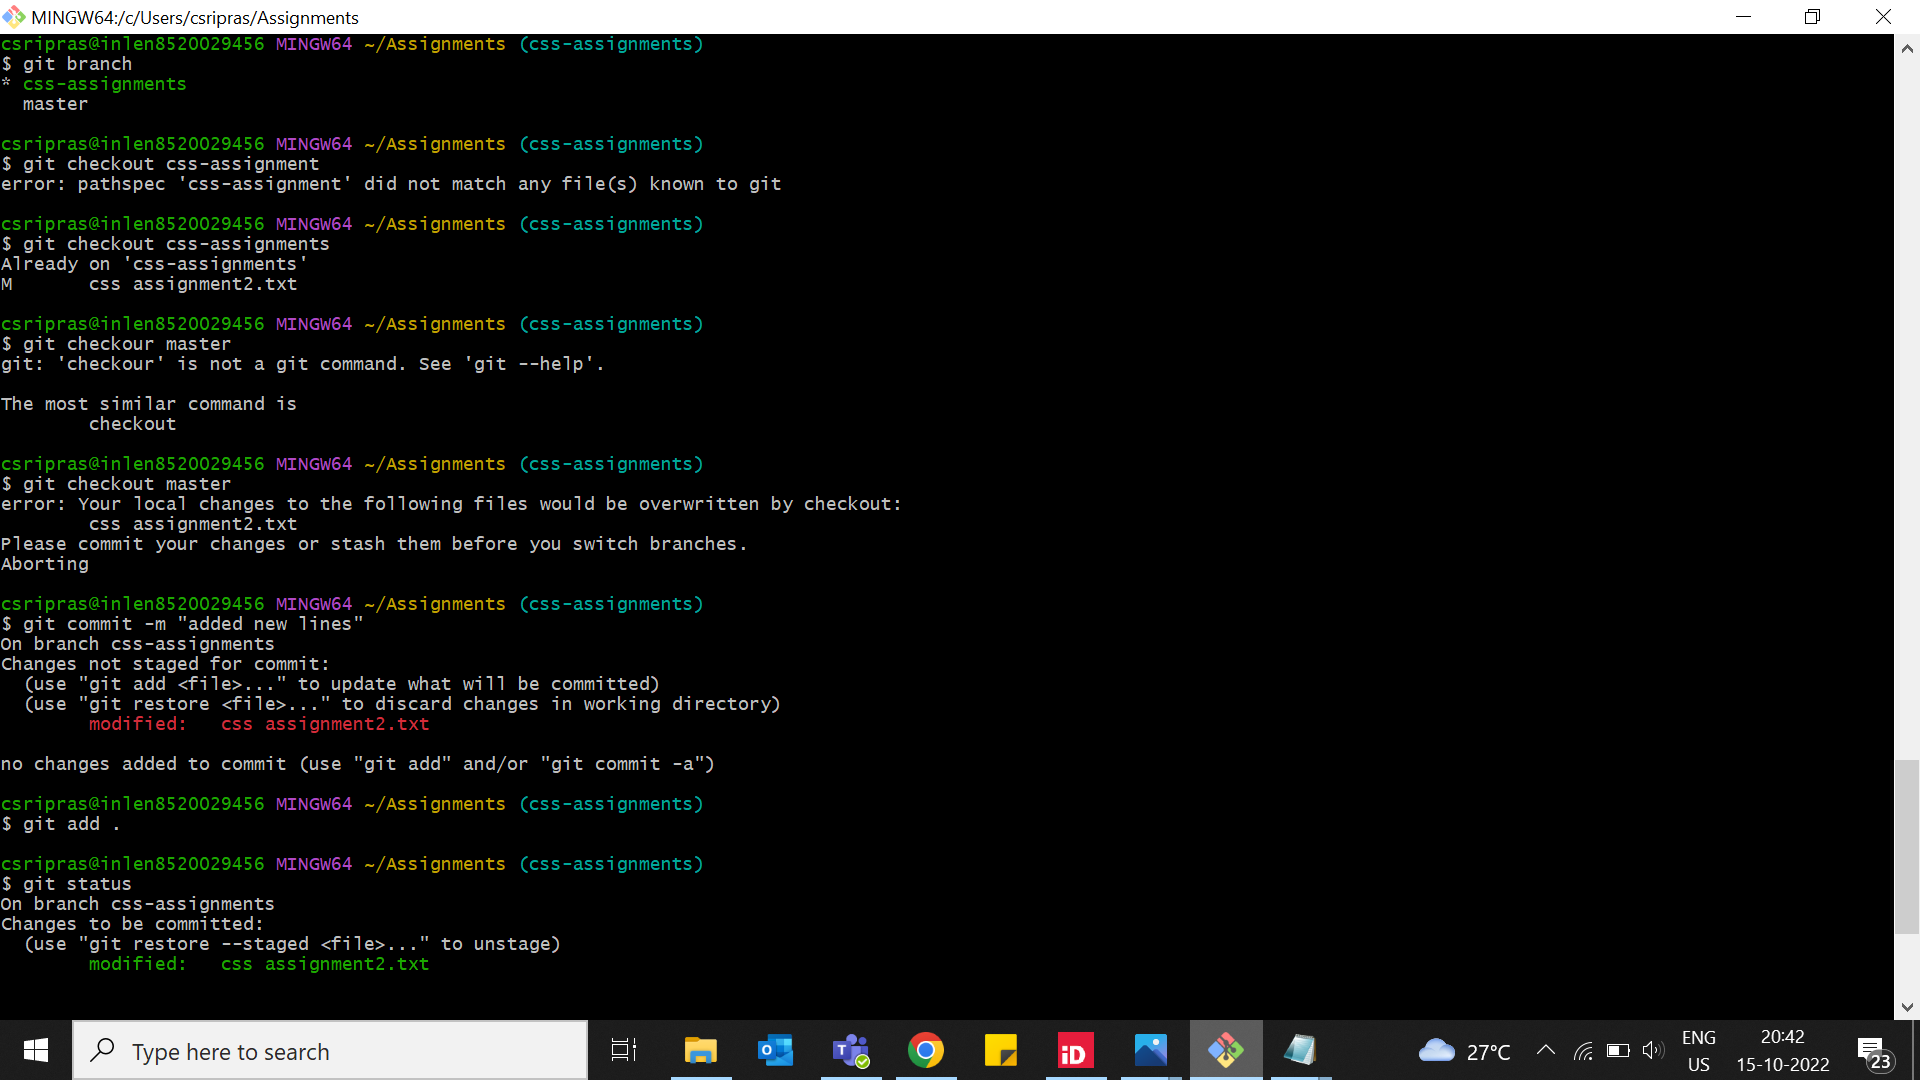 MINGW64:/c/Users/csripras/Assignments
csripras@inlen8520029456 MINGW64 ~/Assignments (css-assignments)
$ git branch
* css-assignments
  master

csripras@inlen8520029456 MINGW64 ~/Assignments (css-assignments)
$ git checkout css-assignment
error: pathspec 'css-assignment' did not match any file(s) known to git

csripras@inlen8520029456 MINGW64 ~/Assignments (css-assignments)
$ git checkout css-assignments
Already on 'css-assignments'
M       css assignment2.txt

csripras@inlen8520029456 MINGW64 ~/Assignments (css-assignments)
$ git checkour master
git: 'checkour' is not a git command. See 'git --help'.

The most similar command is
        checkout

csripras@inlen8520029456 MINGW64 ~/Assignments (css-assignments)
$ git checkout master
error: Your local changes to the following files would be overwritten by checkout:
        css assignment2.txt
Please commit your changes or stash them before you switch branches.
Aborting

csripras@inlen8520029456 MINGW64 ~/Assignments (css-assignments)
$ git commit -m "added new lines"
On branch css-assignments
Changes not staged for commit:
  (use "git add <file>..." to update what will be committed)
  (use "git restore <file>..." to discard changes in working directory)
        modified:   css assignment2.txt

no changes added to commit (use "git add" and/or "git commit -a")

csripras@inlen8520029456 MINGW64 ~/Assignments (css-assignments)
$ git add .

csripras@inlen8520029456 MINGW64 ~/Assignments (css-assignments)
$ git status
On branch css-assignments
Changes to be committed:
  (use "git restore --staged <file>..." to unstage)
        modified:   css assignment2.txt

Type here to search
iD
27°C
ENG
US
20:42
15-10-2022
23